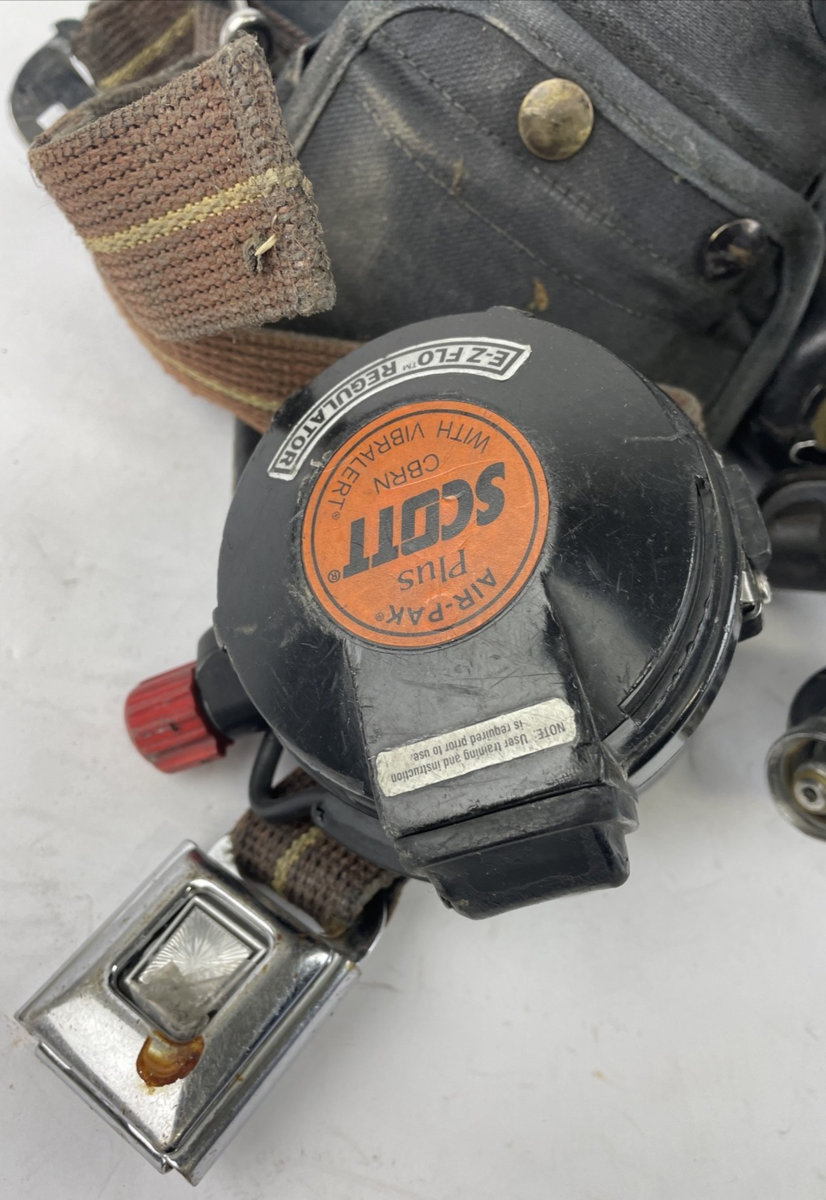 E-Z FLO™ REGULATOR
AIR-PAK®
Plus
SCOTT®
CBRN
WITH VIBRALERT®
NOTE: User training and instruction
is required prior to use.